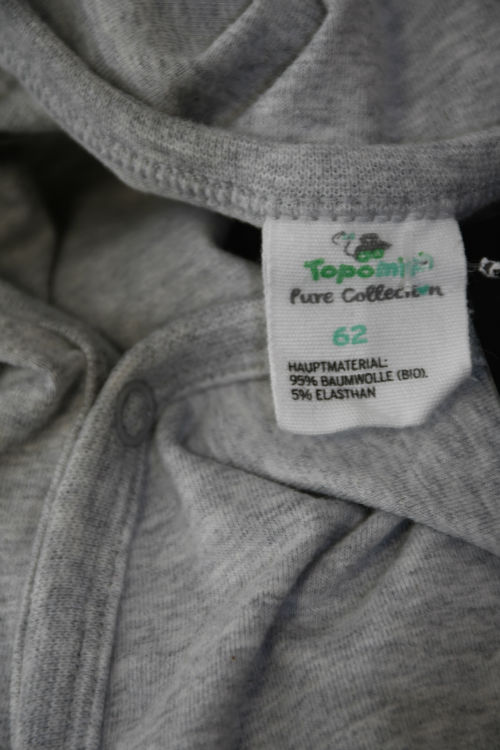 Topomini
Pure Collection
62
HAUPTMATERIAL:
95% BAUMWOLLE (BIO),
5% ELASTHAN